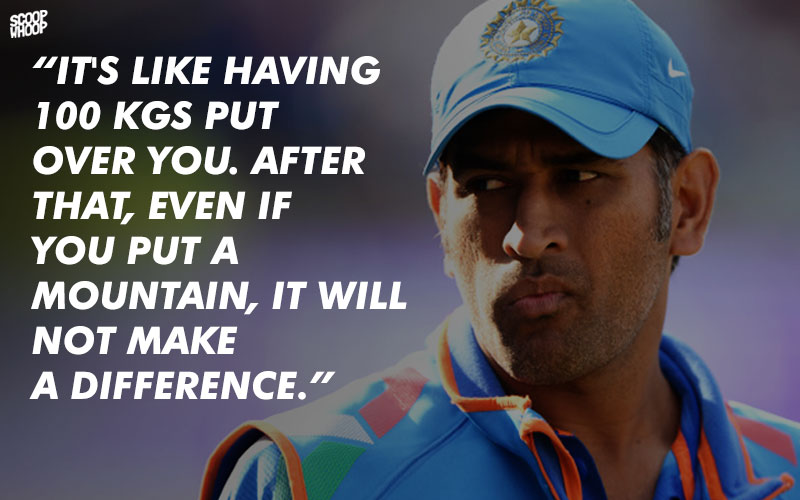 SCOOP
WHOOP
“IT'S LIKE HAVING
100 KGS PUT
OVER YOU. AFTER
THAT, EVEN IF
YOU PUT A
MOUNTAIN, IT WILL
NOT MAKE
A DIFFERENCE.”